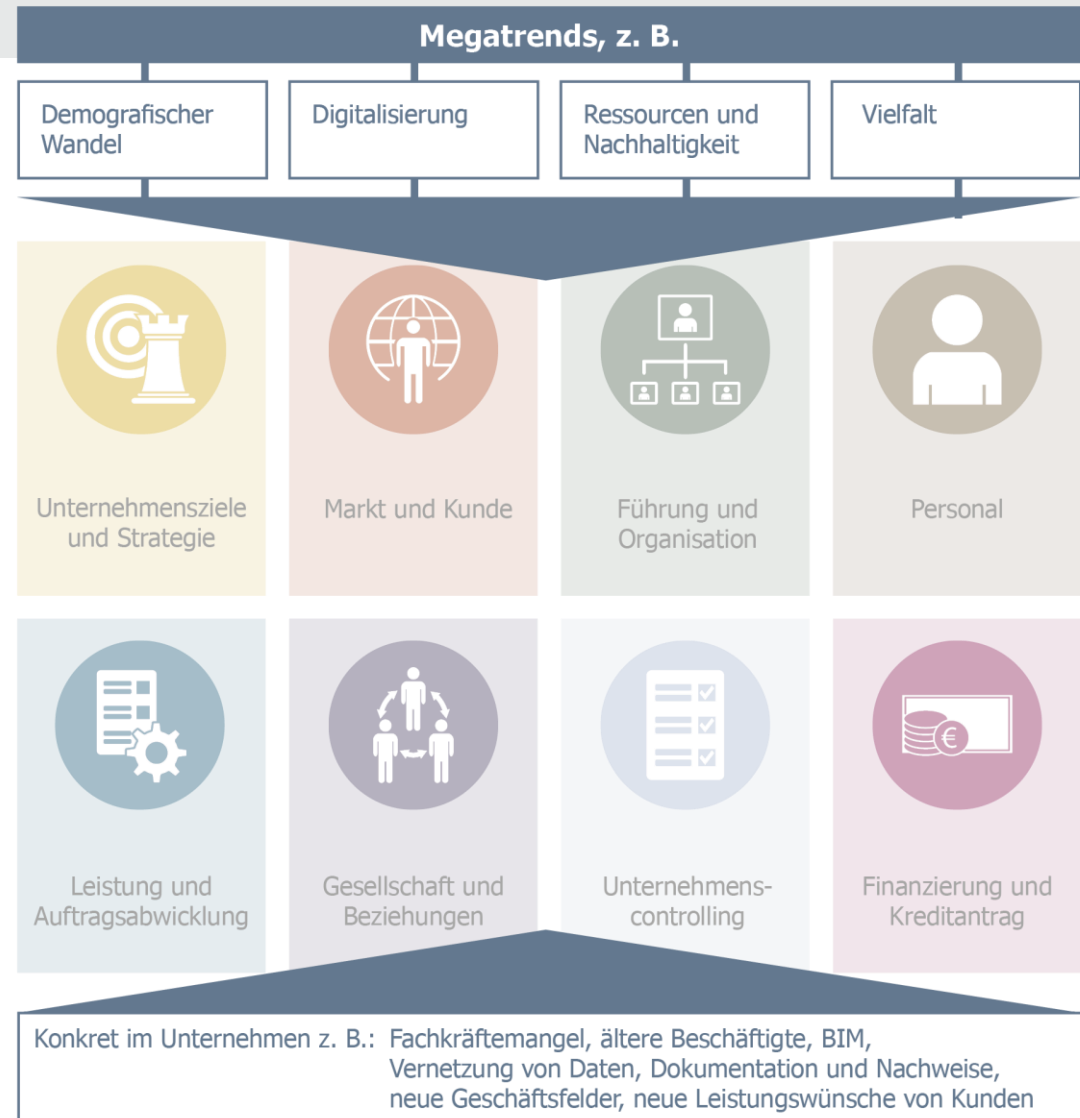 Megatrends, z. B.
Demografischer
Wandel
Digitalisierung
Ressourcen und
Nachhaltigkeit
Vielfalt
Unternehmensziele
und Strategie
Markt und Kunde
Führung und
Organisation
Personal
Leistung und
Auftragsabwicklung
Gesellschaft und
Beziehungen
Unternehmens-
controlling
€
Finanzierung und
Kreditantrag
Konkret im Unternehmen z. B.: Fachkräftemangel, ältere Beschäftigte, BIM,
Vernetzung von Daten, Dokumentation und Nachweise,
neue Geschäftsfelder, neue Leistungswünsche von Kunden